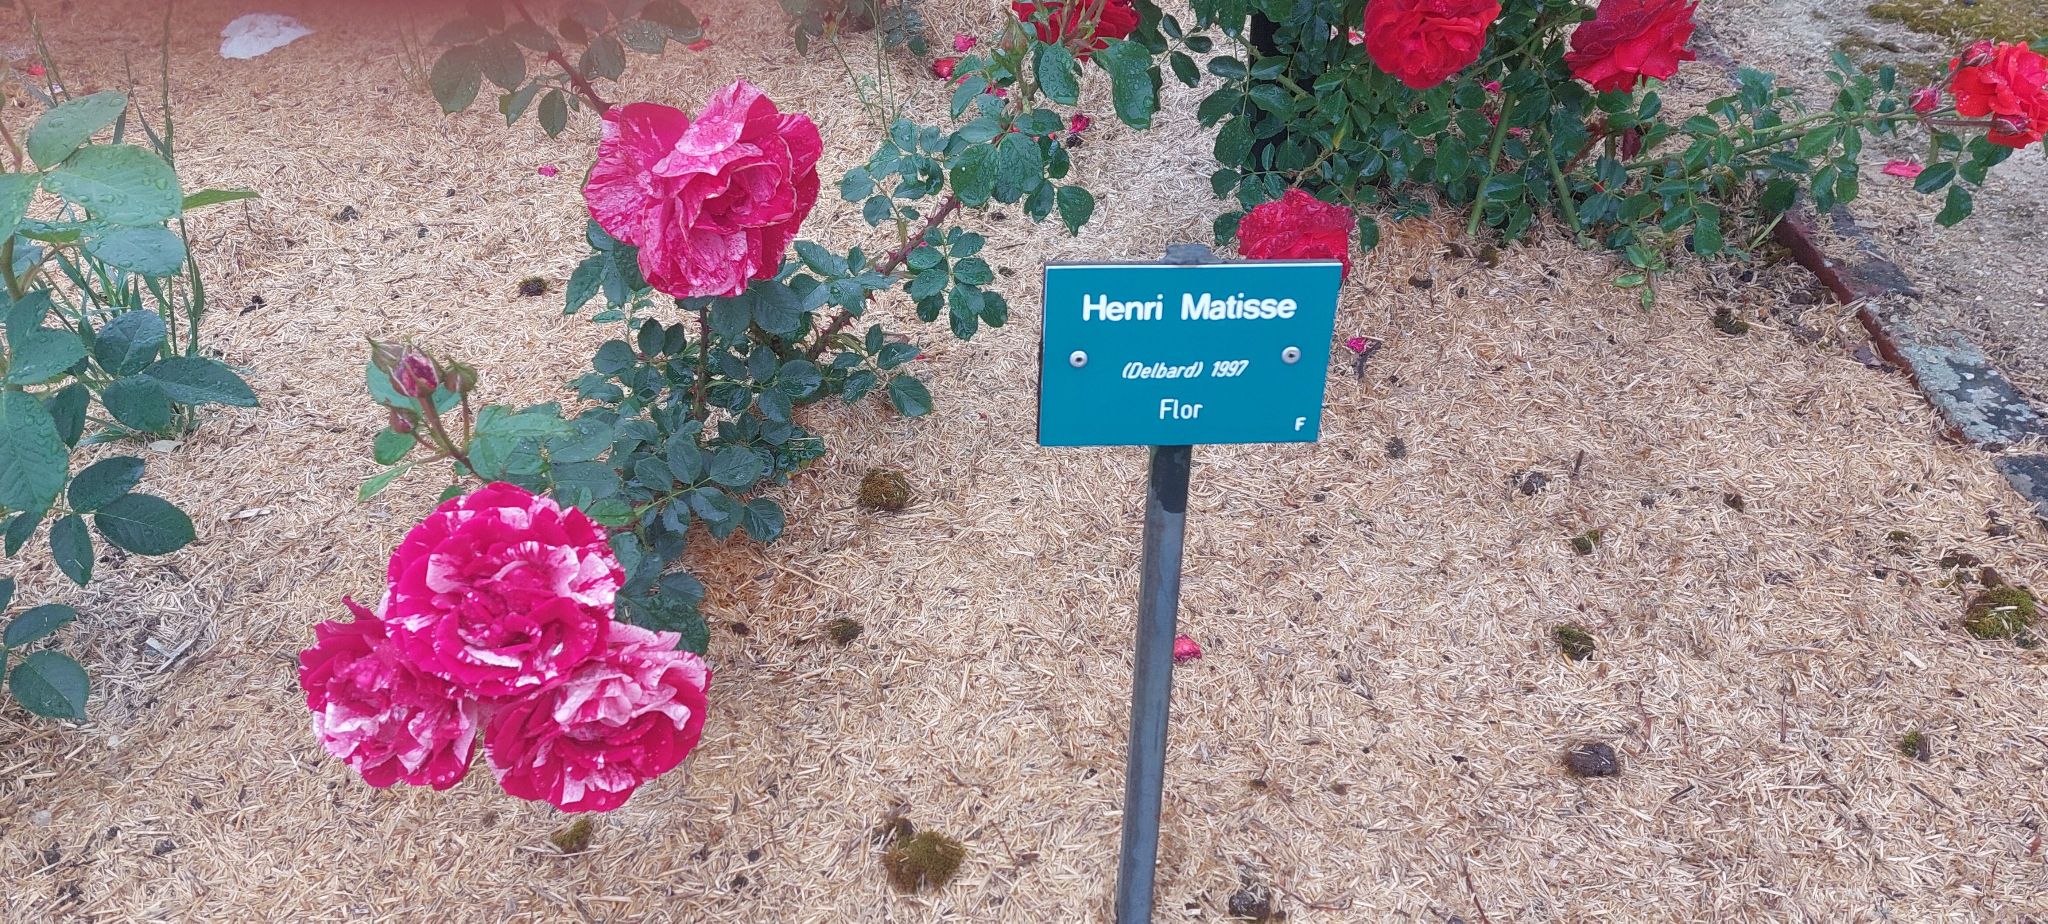 Henri Matisse
(Delbard) 1997
Flor
F